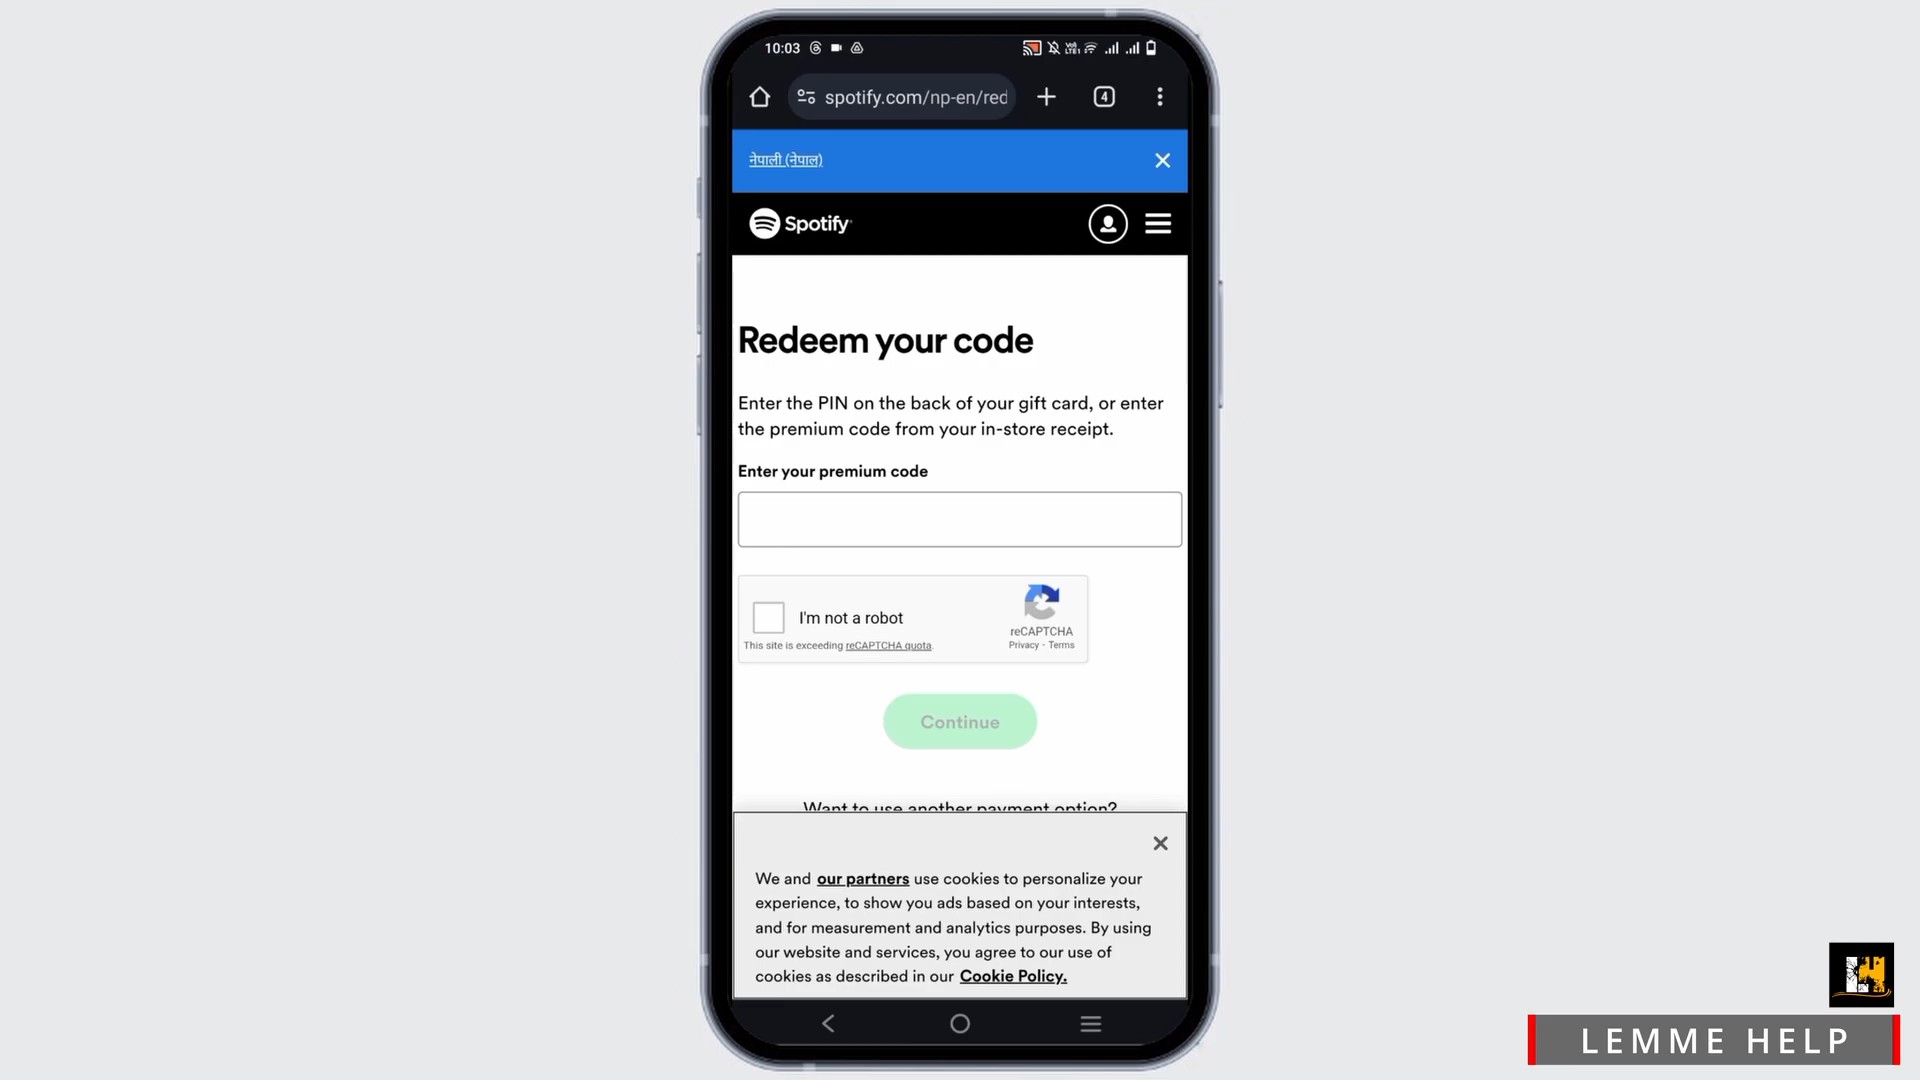 10:03
spotify.com/np-en/red
4
नेपाली (नेपाल)
Spotify
Redeem your code
Enter the PIN on the back of your gift card, or enter
the premium code from your in-store receipt.
Enter your premium code
I'm not a robot
This site is exceeding reCAPTCHA quota.
reCAPTCHA
Privacy - Terms
Continue
Want to use another payment option?
We and our partners use cookies to personalize your
experience, to show you ads based on your interests,
and for measurement and analytics purposes. By using
our website and services, you agree to our use of
cookies as described in our Cookie Policy.
LEMME HELP